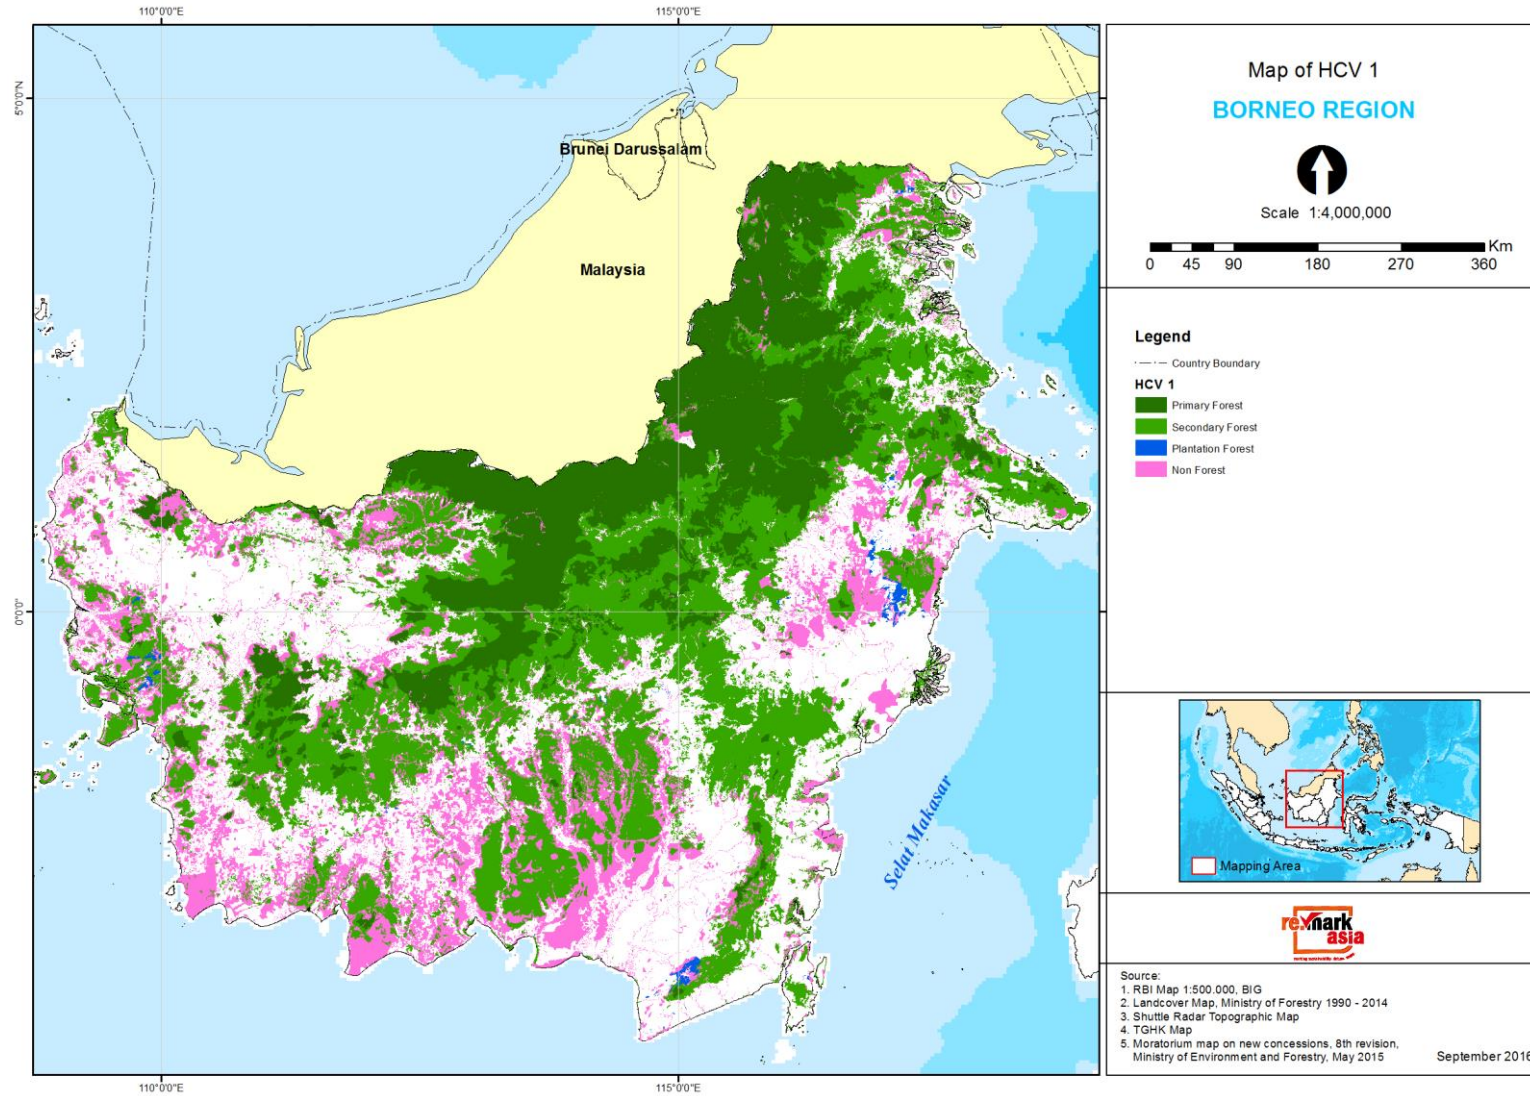 110°0'0"E
115°0'0"E
5°0'0"N
0°0'0"
Brunei Darussalam
Malaysia
Selat Makasar
110°0'0"E
115°0'0"E
Map of HCV 1
BORNEO REGION
Scale 1:4,000,000
Km
0 45 90 180 270 360
Legend
Country Boundary
HCV 1
Primary Forest
Secondary Forest
Plantation Forest
Non Forest
Mapping Area
re.mark
asia
Source:
1. RBI Map 1:500.000, BIG
2. Landcover Map, Ministry of Forestry 1990 - 2014
3. Shuttle Radar Topographic Map
4. TGHK Map
5. Moratorium map on new concessions, 8th revision,
Ministry of Environment and Forestry, May 2015
September 2016